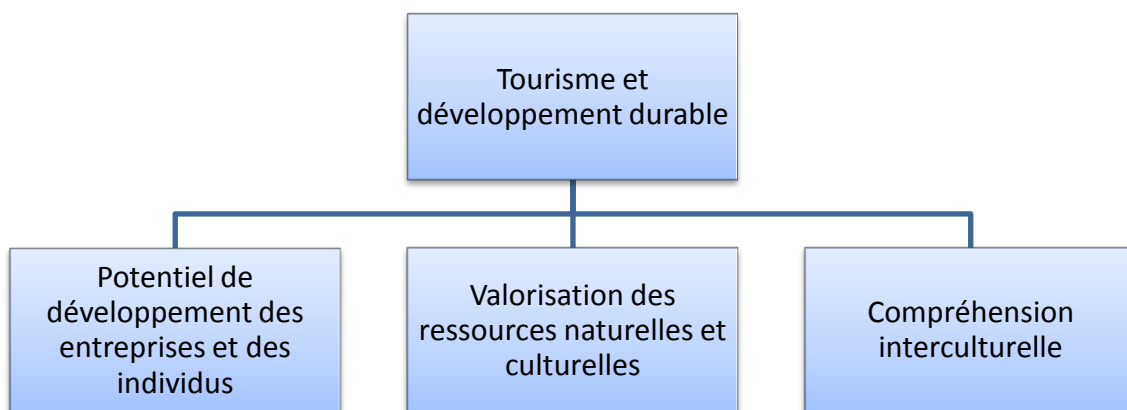 Tourisme et
développement durable
Potentiel de
développement des
entreprises et des
individus
Valorisation des
ressources naturelles et
culturelles
Compréhension
interculturelle